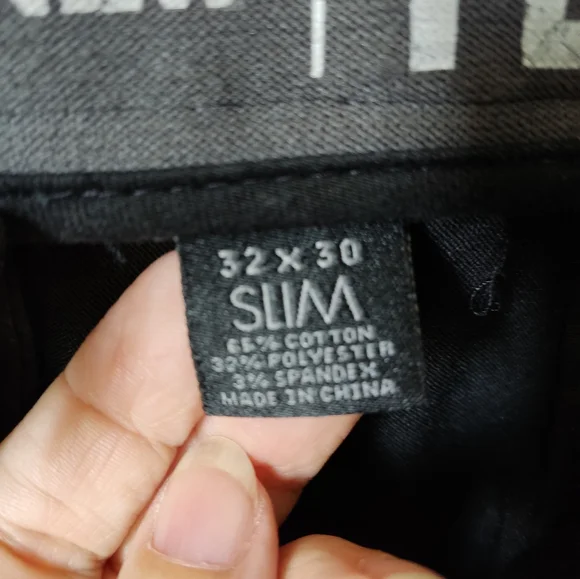 32 X 30
SLIM
65% COTTON
32% POLYESTER
3% SPANDEX
MADE IN CHINA